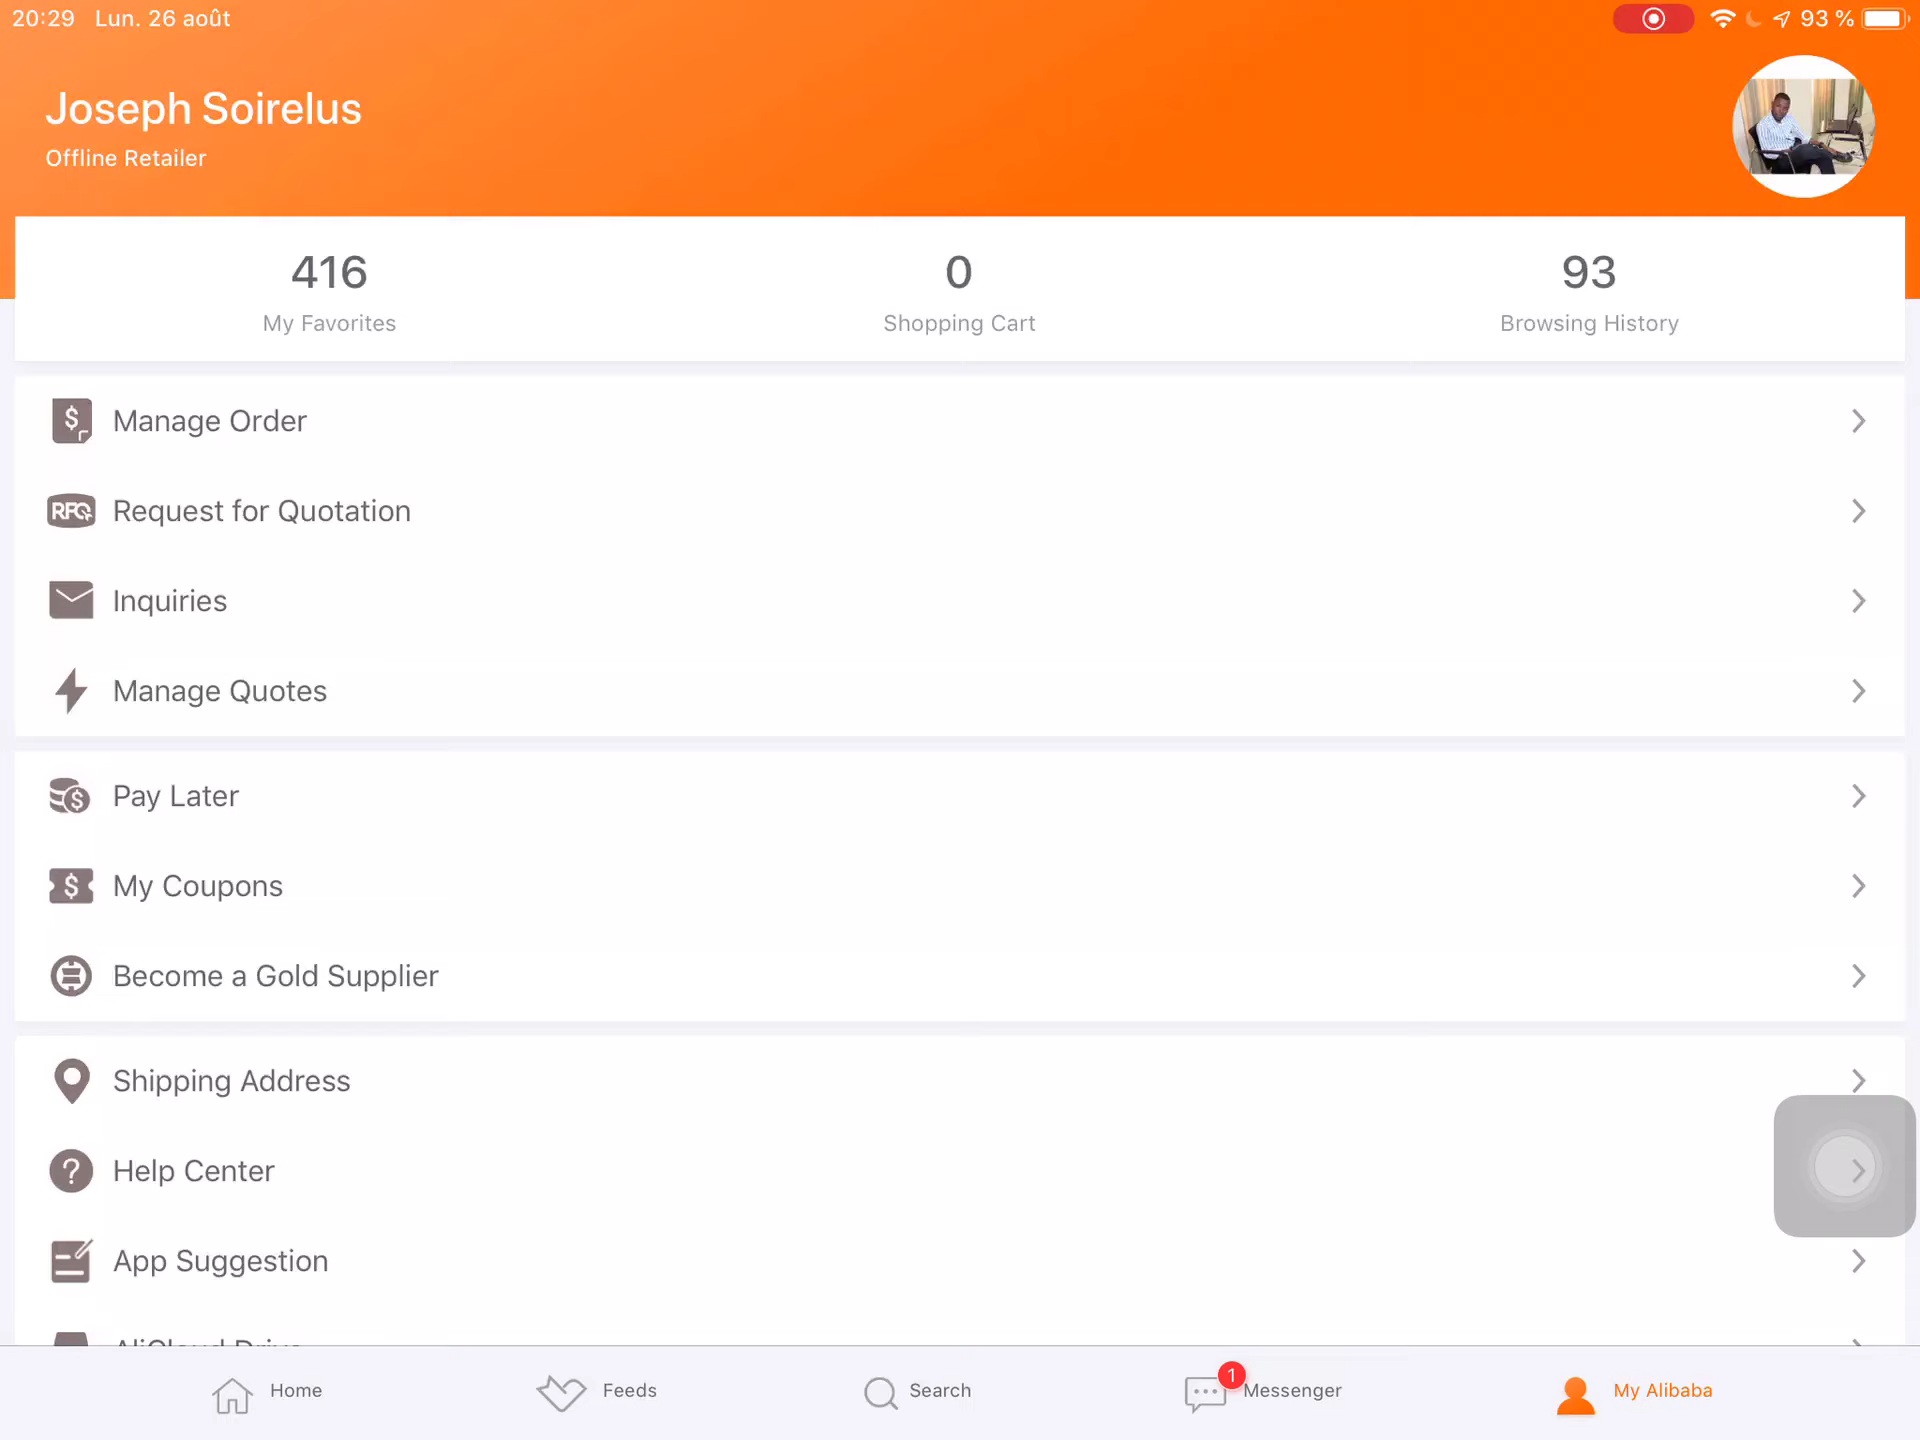 20:29 Lun. 26 août 93 %
Joseph Soirelus
Offline Retailer
416 0 93
My Favorites Shopping Cart Browsing History
$ Manage Order
RFQ Request for Quotation
Inquiries
Manage Quotes
$ Pay Later
$ My Coupons
Become a Gold Supplier
Shipping Address
? Help Center
App Suggestion
AliCloud Drive
Home Feeds Search 1 Messenger My Alibaba